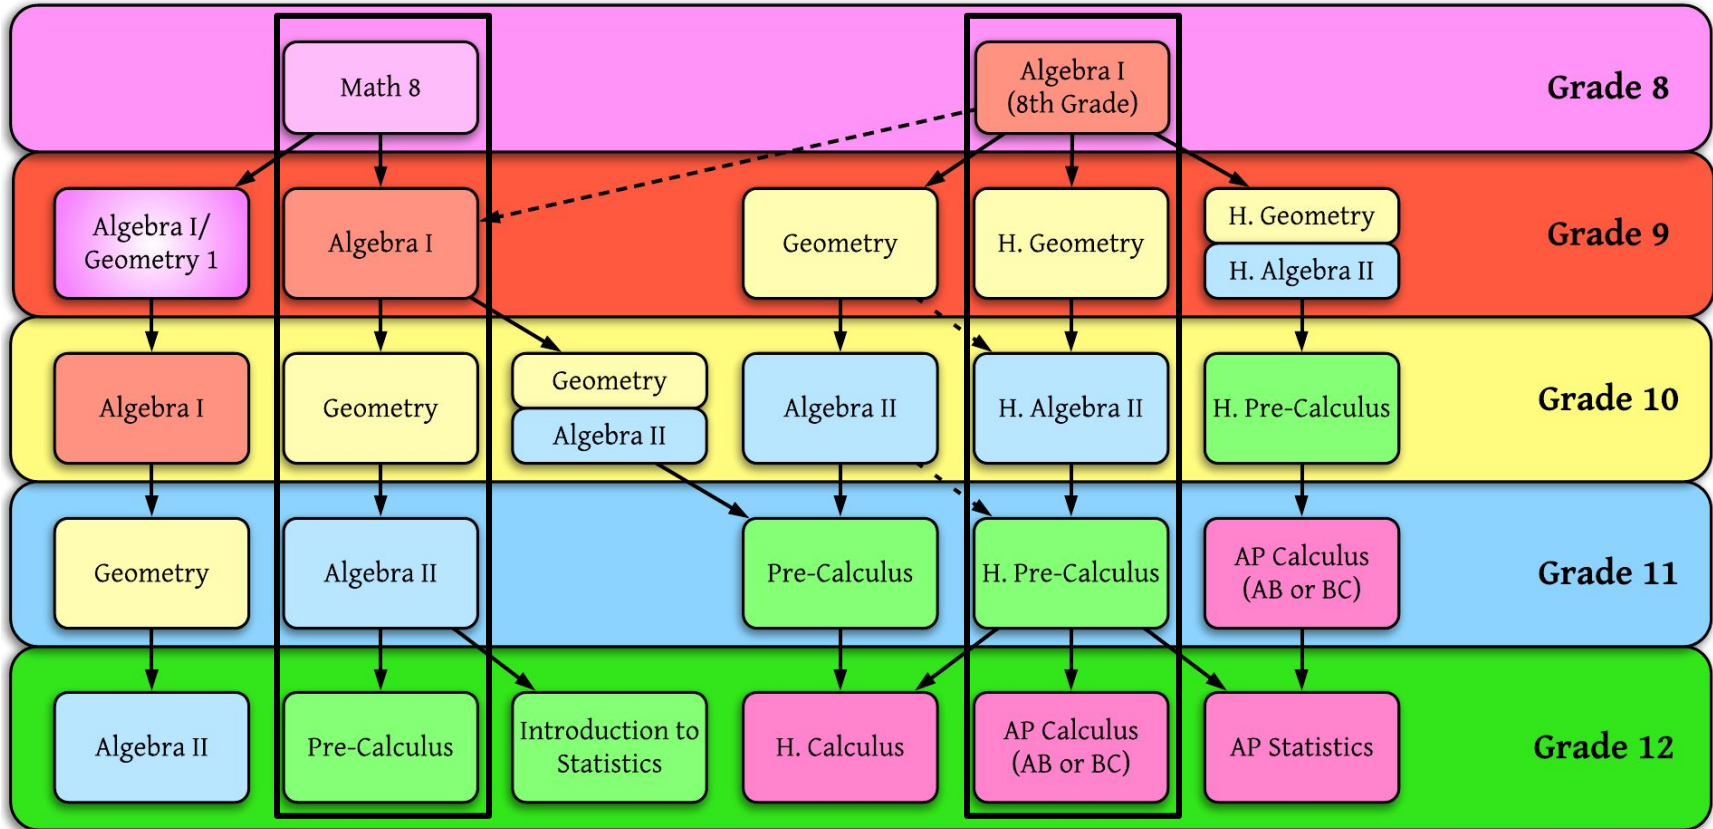 Math 8
Algebra I
(8th Grade)
Grade 8
Algebra I/
Geometry 1
Algebra I
Geometry
H. Geometry
H. Geometry
H. Algebra II
Grade 9
Algebra I
Geometry
Geometry
Algebra II
Algebra II
H. Algebra II
H. Pre-Calculus
Grade 10
Geometry
Algebra II
Pre-Calculus
H. Pre-Calculus
AP Calculus
(AB or BC)
Grade 11
Algebra II
Pre-Calculus
Introduction to
Statistics
H. Calculus
AP Calculus
(AB or BC)
AP Statistics
Grade 12